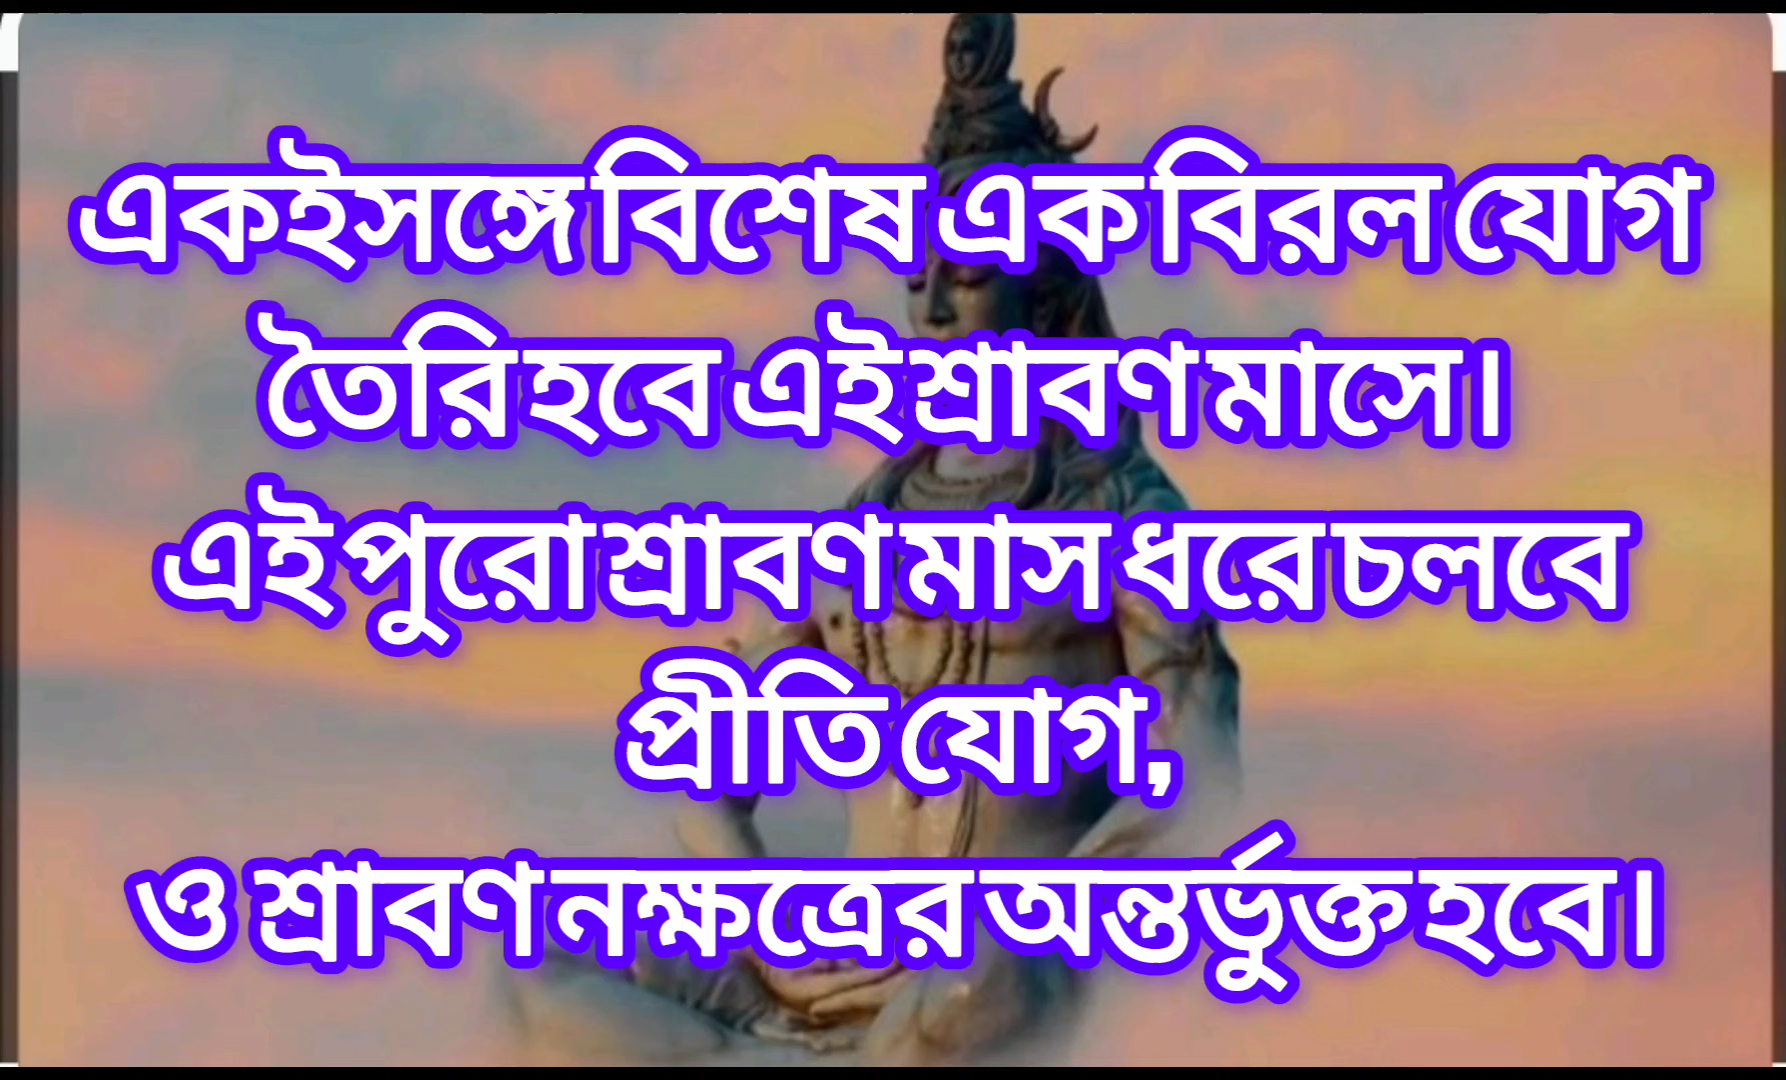 একইসঙ্গে বিশেষ এক বিরল যোগ
তৈরি হবে এই শ্রাবণ মাসে।
এই পুরো শ্রাবণ মাস ধরে চলবে
প্রীতি যোগ,
ও শ্রাবণ নক্ষত্রের অন্তর্ভুক্ত হবে।